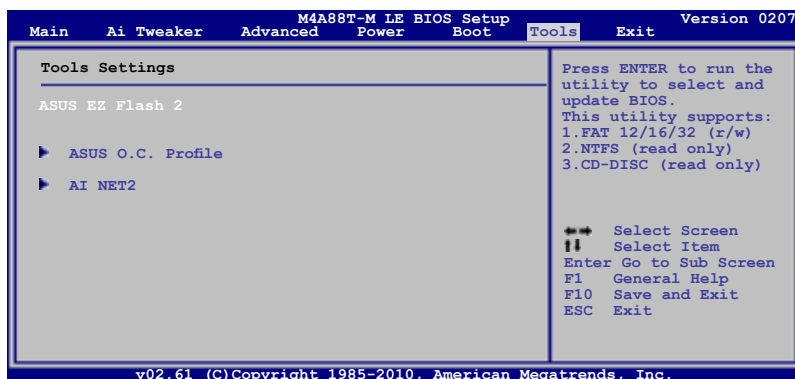 M4A88T-M LE BIOS Setup Version 0207
Main Ai Tweaker Advanced Power Boot Tools Exit
Tools Settings
ASUS EZ Flash 2
ASUS O.C. Profile
AI NET2
Press ENTER to run the
utility to select and
update BIOS.
This utility supports:
1.FAT 12/16/32 (r/w)
2.NTFS (read only)
3.CD-DISC (read only)
Select Screen
Select Item
Enter Go to Sub Screen
F1 General Help
F10 Save and Exit
ESC Exit
v02.61 (C)Copyright 1985-2010, American Megatrends, Inc.